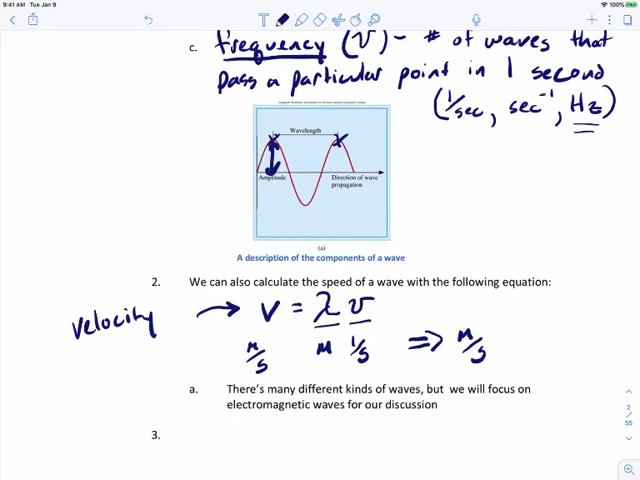 9:41 AM Tue Jan 9
100%
T
c. frequency (ν) - # of waves that
pass a particular point in 1 second
(1/sec, sec⁻¹, Hz)
Wavelength
Amplitude
Direction of wave
propagation
(a)
A description of the components of a wave
2. We can also calculate the speed of a wave with the following equation:
velocity → v = λ ν
m/s m 1/s ⇒ m/s
a. There's many different kinds of waves, but we will focus on
electromagnetic waves for our discussion
3.
2
/
55